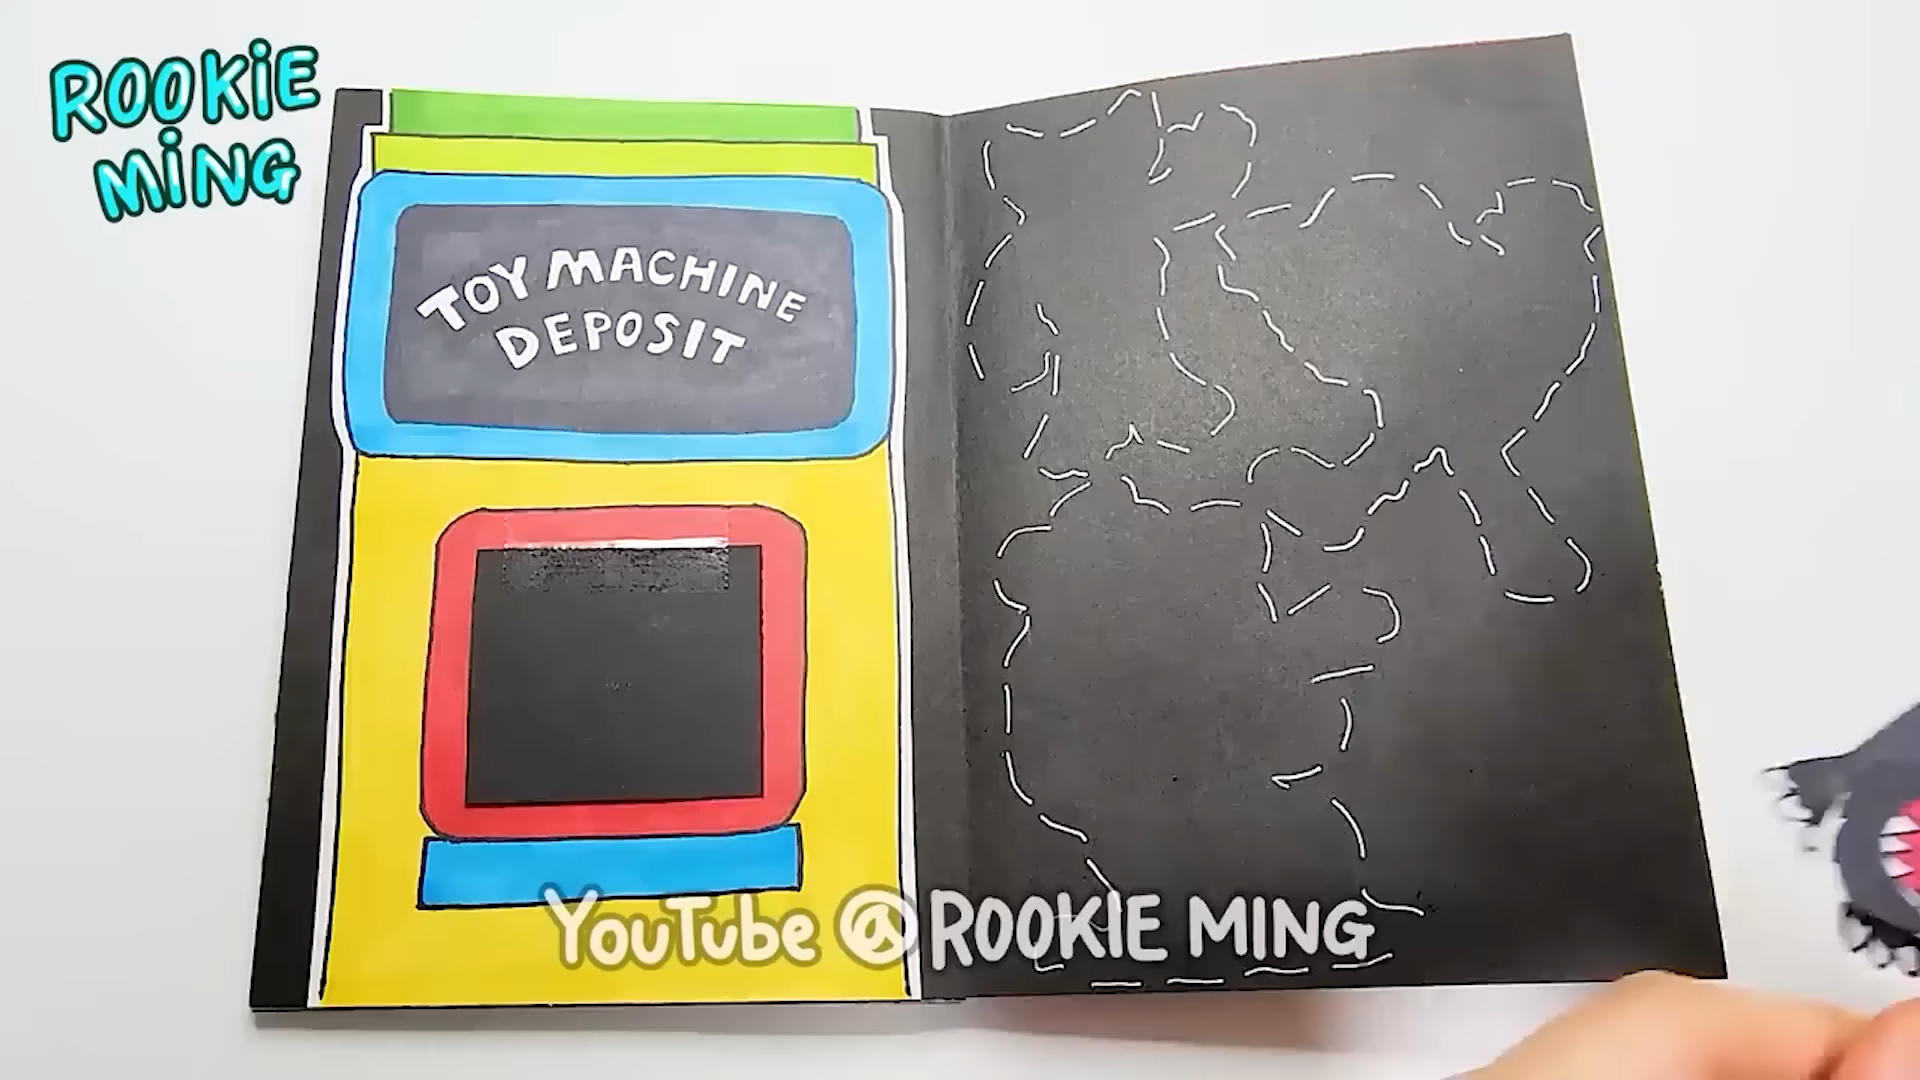 ROOKiE
MiNG
TOY MACHINE
DEPOSIT
YouTube @ROOKIE MING